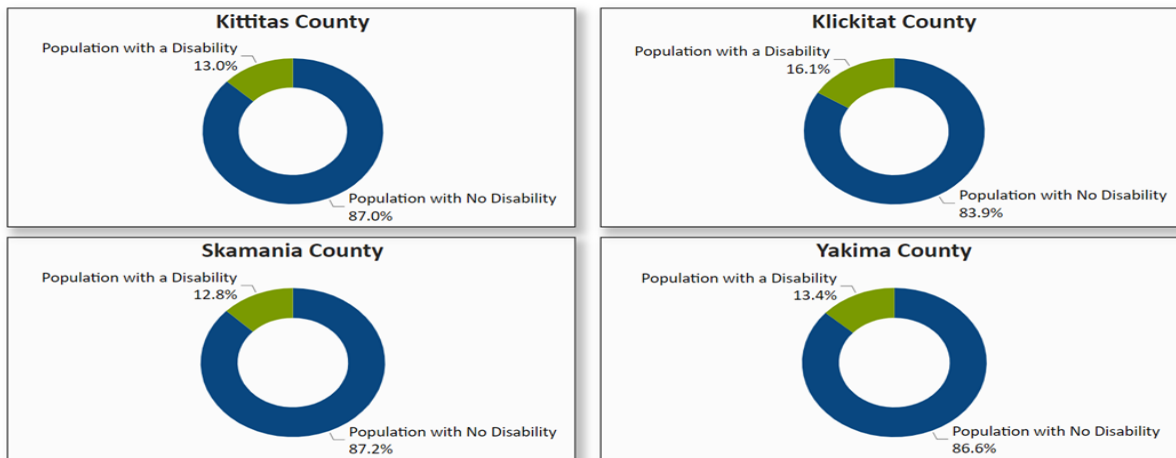 Kittitas County
Population with a Disability
13.0%
Population with No Disability
87.0%
Klickitat County
Population with a Disability
16.1%
Population with No Disability
83.9%
Skamania County
Population with a Disability
12.8%
Population with No Disability
87.2%
Yakima County
Population with a Disability
13.4%
Population with No Disability
86.6%